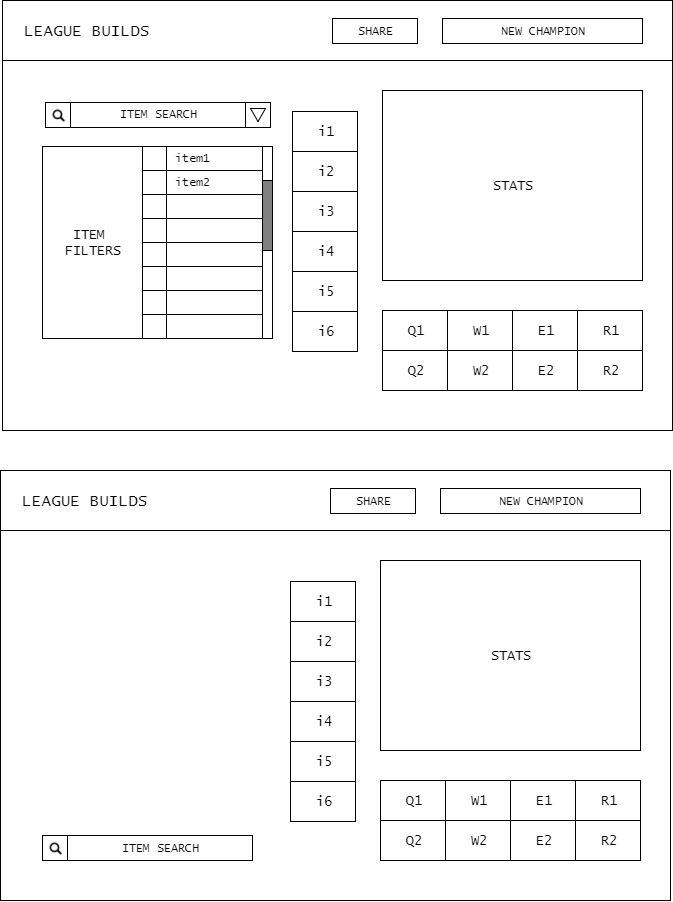 LEAGUE BUILDS
SHARE
NEW CHAMPION
ITEM SEARCH
ITEM
FILTERS
item1
item2
i1
i2
i3
i4
i5
i6
STATS
Q1 W1 E1 R1
Q2 W2 E2 R2
LEAGUE BUILDS
SHARE
NEW CHAMPION
i1
i2
i3
i4
i5
i6
STATS
Q1 W1 E1 R1
Q2 W2 E2 R2
ITEM SEARCH